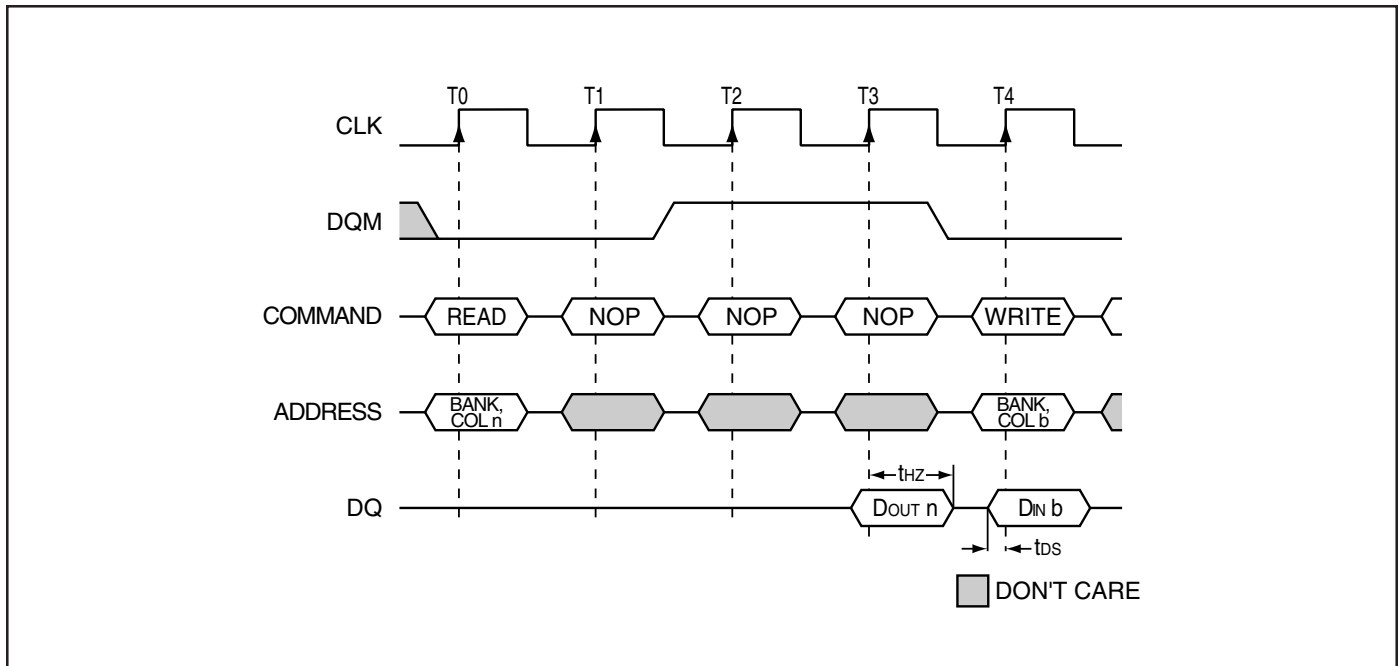 T0 T1 T2 T3 T4
CLK
DQM
COMMAND READ NOP NOP NOP WRITE
ADDRESS BANK, COL n BANK, COL b
tHZ
DQ DOUT n DIN b
tDS
DON'T CARE